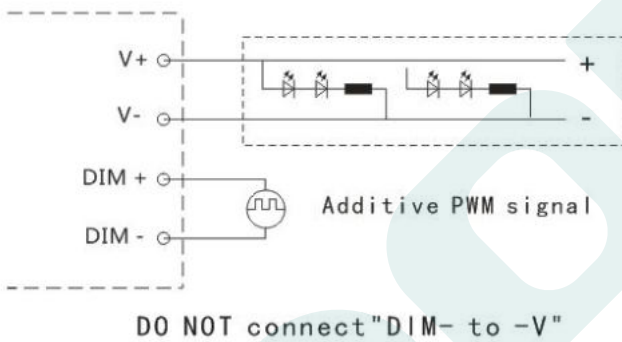 V+
+
V-
-
DIM +
Additive PWM signal
DIM -
DO NOT connect"DIM- to -V"